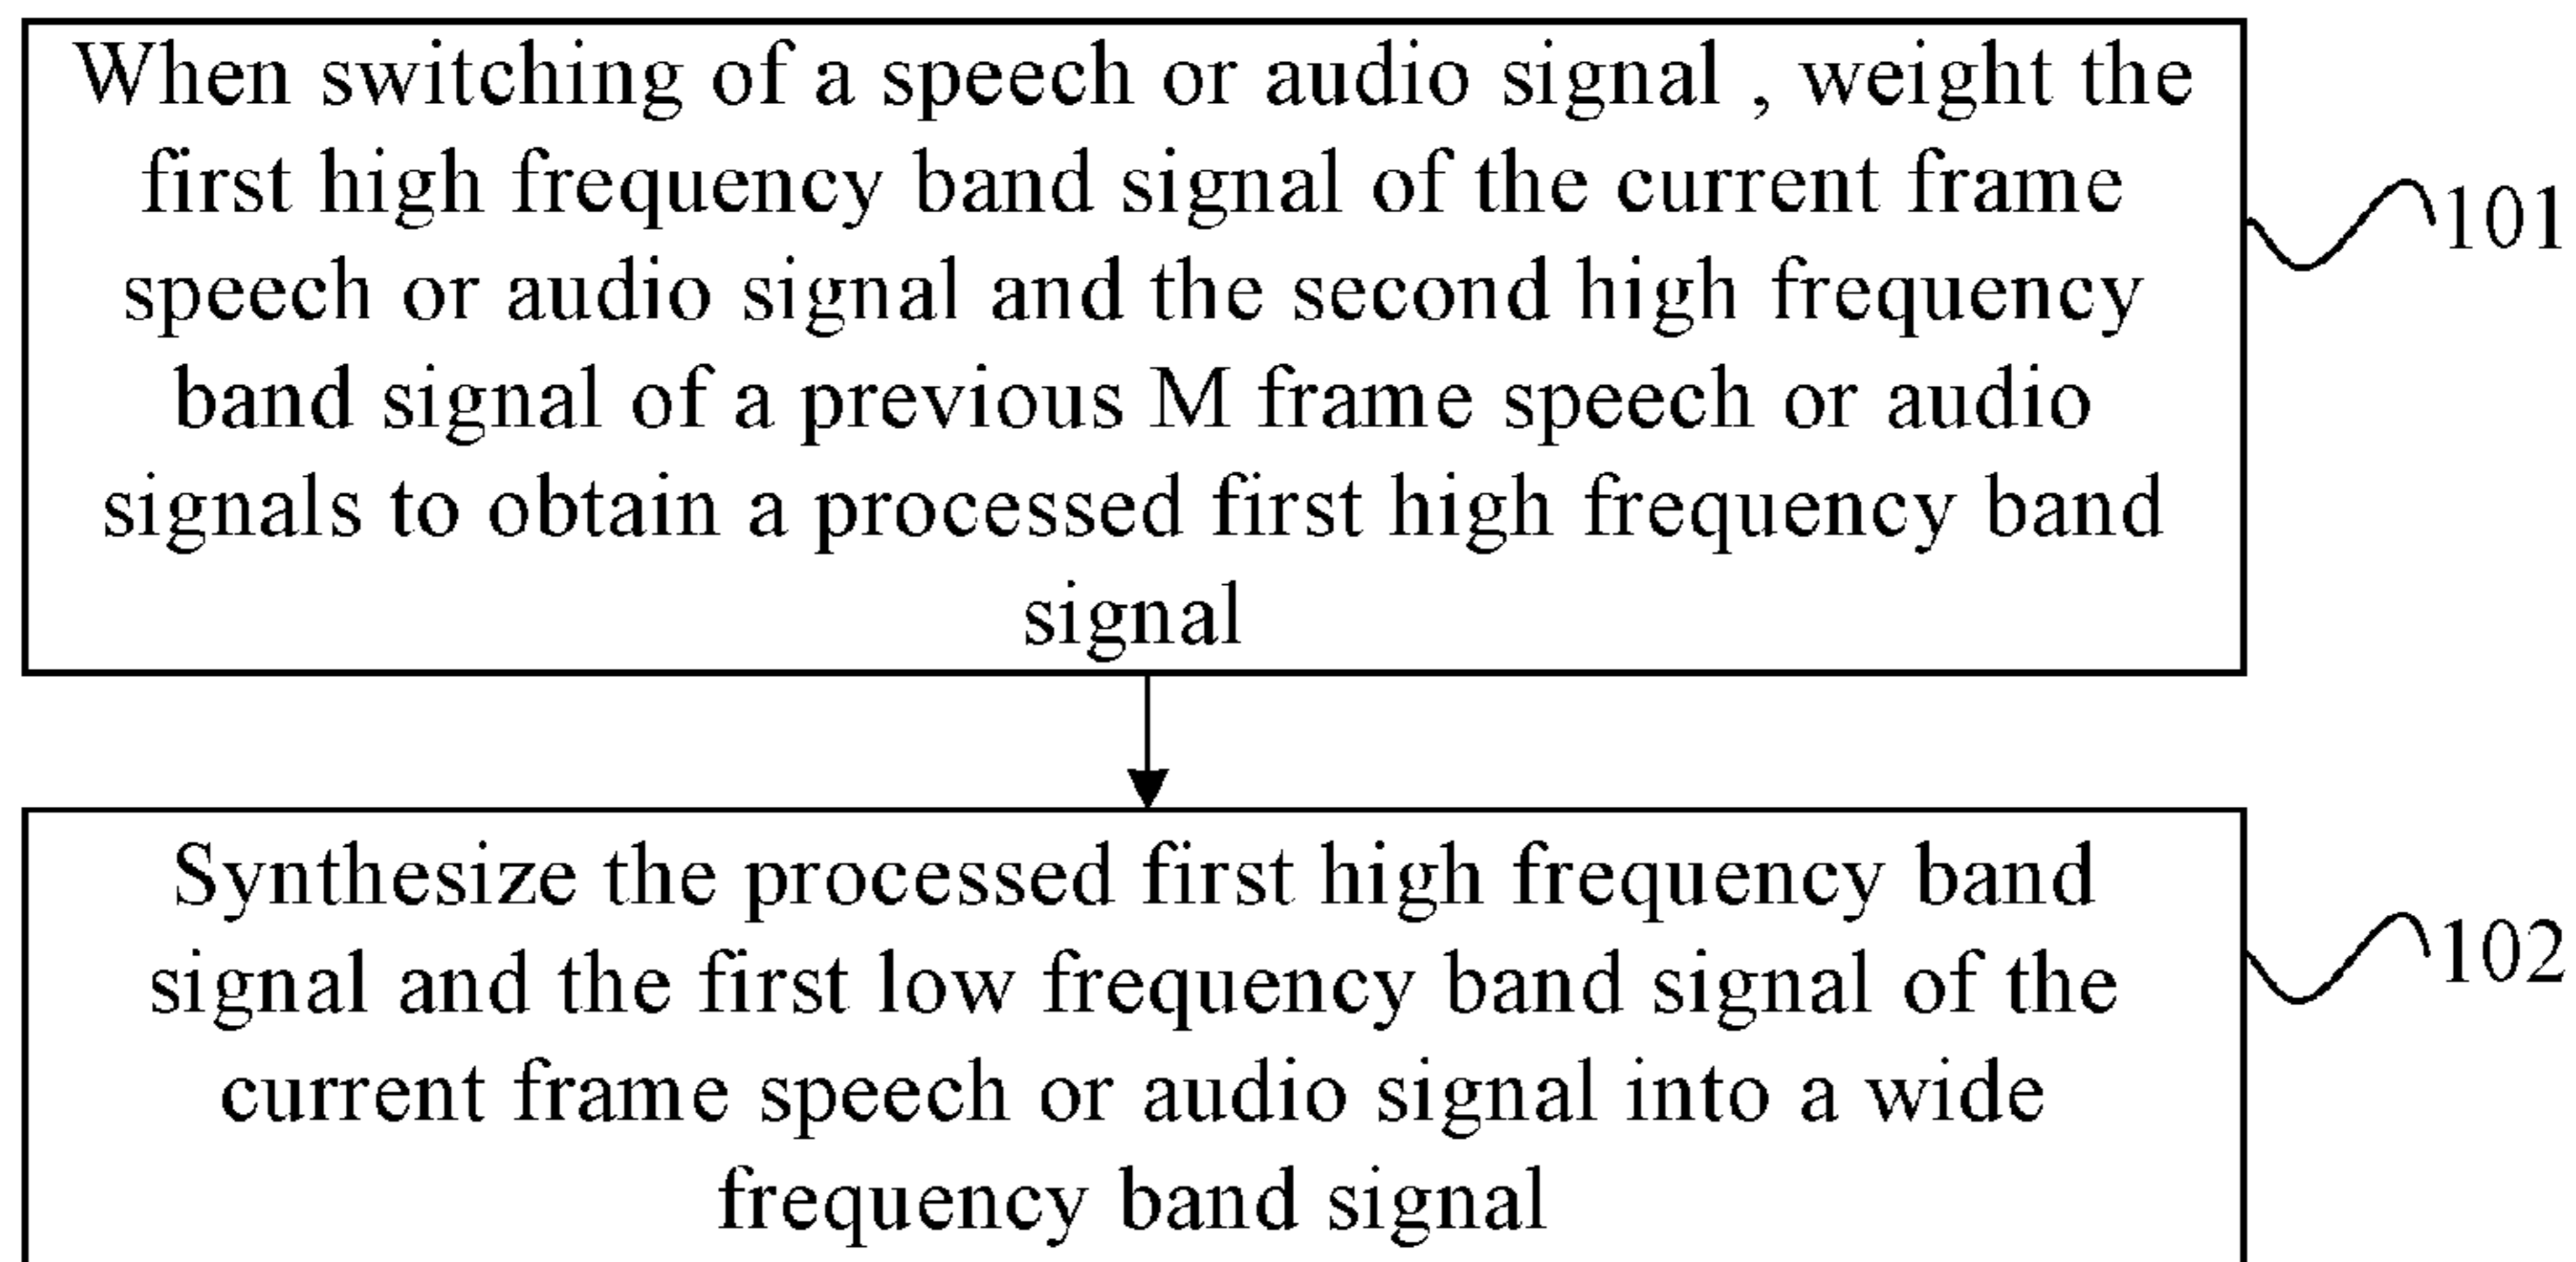 When switching of a speech or audio signal , weight the
first high frequency band signal of the current frame
speech or audio signal and the second high frequency
band signal of a previous M frame speech or audio
signals to obtain a processed first high frequency band
signal
101
Synthesize the processed first high frequency band
signal and the first low frequency band signal of the
current frame speech or audio signal into a wide
frequency band signal
102